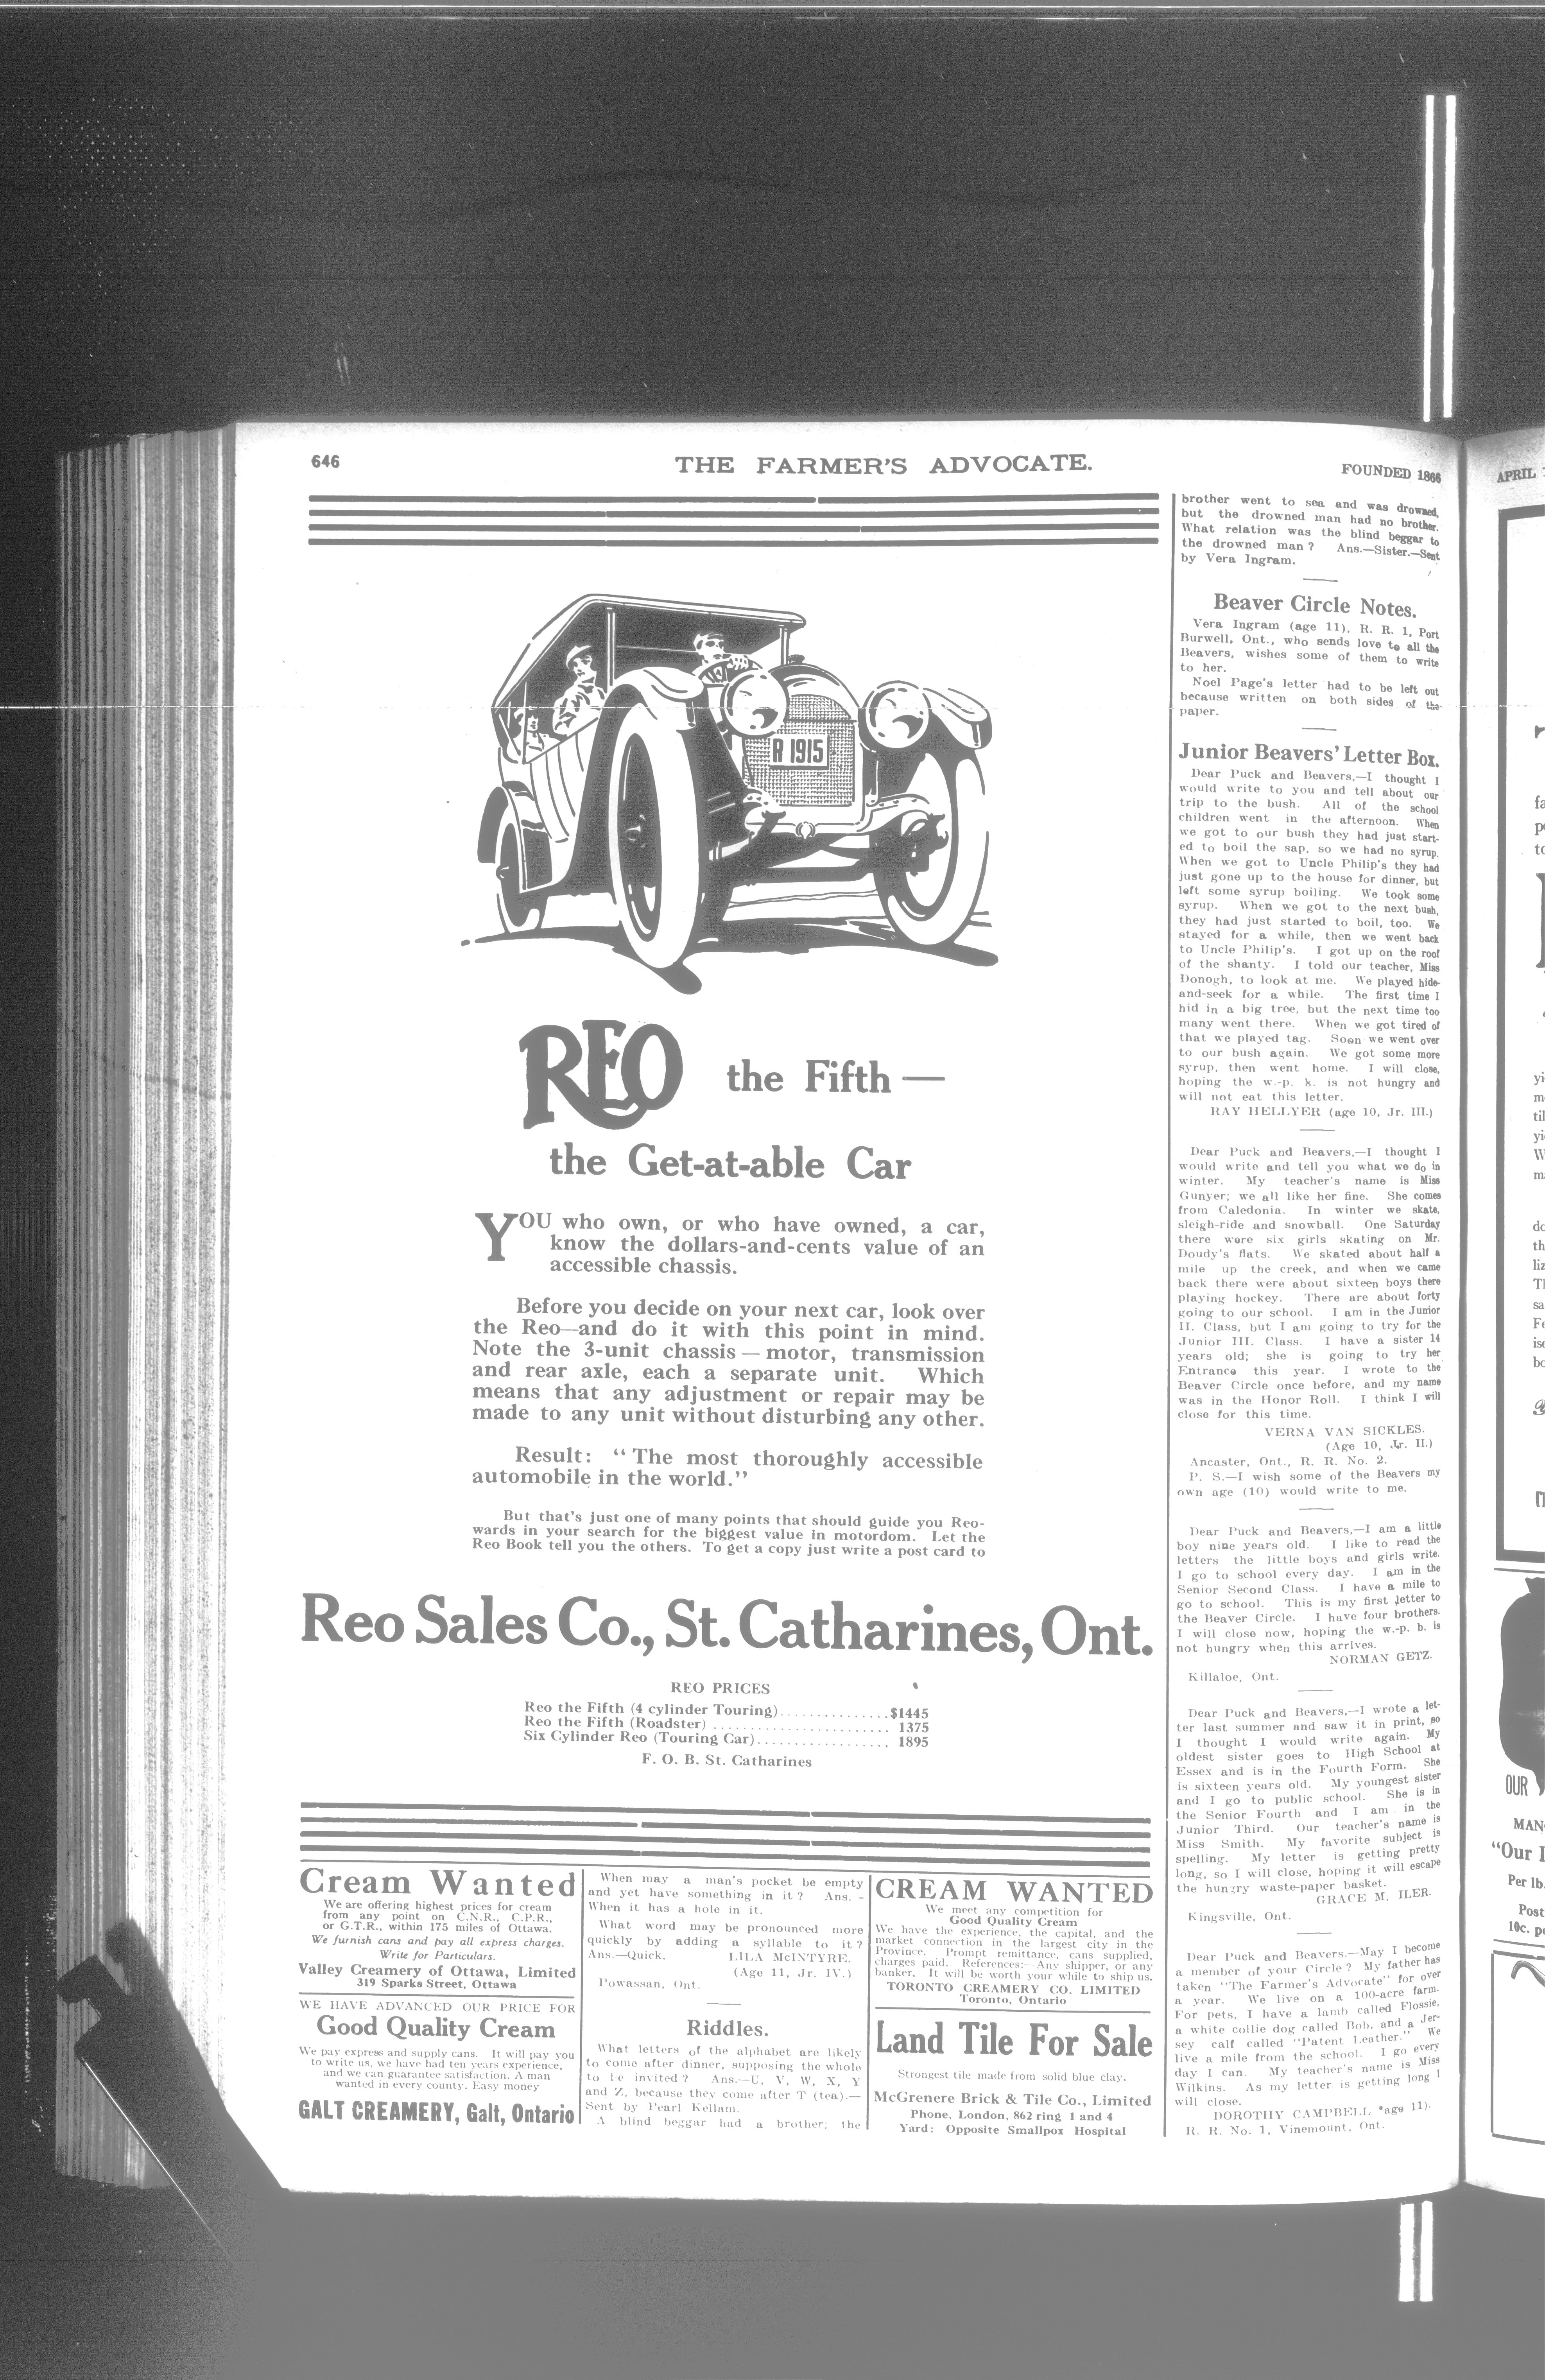 646
THE FARMER'S ADVOCATE.
FOUNDED 1866
R 1915
REO the Fifth —
the Get-at-able Car
YOU who own, or who have owned, a car,
know the dollars-and-cents value of an
accessible chassis.
Before you decide on your next car, look over
the Reo—and do it with this point in mind.
Note the 3-unit chassis — motor, transmission
and rear axle, each a separate unit. Which
means that any adjustment or repair may be
made to any unit without disturbing any other.
Result: "The most thoroughly accessible
automobile in the world."
But that's just one of many points that should guide you Reo-
wards in your search for the biggest value in motordom. Let the
Reo Book tell you the others. To get a copy just write a post card to
Reo Sales Co., St. Catharines, Ont.
REO PRICES
Reo the Fifth (4 cylinder Touring)...............$1445
Reo the Fifth (Roadster) ......................... 1375
Six Cylinder Reo (Touring Car)................... 1895
F. O. B. St. Catharines
Cream Wanted
We are offering highest prices for cream
from any point on C.N.R., C.P.R.,
or G.T.R., within 175 miles of Ottawa.
We furnish cans and pay all express charges.
Write for Particulars.
Valley Creamery of Ottawa, Limited
319 Sparks Street, Ottawa
WE HAVE ADVANCED OUR PRICE FOR
Good Quality Cream
We pay express and supply cans. It will pay you
to write us, we have had ten years experience,
and we can guarantee satisfaction. A man
wanted in every county. Easy money
GALT CREAMERY, Galt, Ontario
When may a man's pocket be empty
and yet have something in it? Ans. -
When it has a hole in it.
What word may be pronounced more
quickly by adding a syllable to it?
Ans.—Quick. LILA McINTYRE.
(Age 11, Jr. IV.)
Powassan, Ont.
Riddles.
What letters of the alphabet are likely
to come after dinner, supposing the whole
to be invited? Ans.—U, V, W, X, Y
and Z, because they come after T (tea).—
Sent by Pearl Kellam.
A blind beggar had a brother; the
CREAM WANTED
We meet any competition for
Good Quality Cream
We have the experience, the capital, and the
market connection in the largest city in the
Province. Prompt remittance, cans supplied,
charges paid. References:—Any shipper, or any
banker. It will be worth your while to ship us.
TORONTO CREAMERY CO. LIMITED
Toronto, Ontario
Land Tile For Sale
Strongest tile made from solid blue clay.
McGrenere Brick & Tile Co., Limited
Phone, London, 862 ring 1 and 4
Yard: Opposite Smallpox Hospital
brother went to sea and was drowned,
but the drowned man had no brother.
What relation was the blind beggar to
the drowned man? Ans.—Sister.—Sent
by Vera Ingram.
Beaver Circle Notes.
Vera Ingram (age 11), R. R. 1, Port
Burwell, Ont., who sends love to all the
Beavers, wishes some of them to write
to her.
Noel Page's letter had to be left out
because written on both sides of the
paper.
Junior Beavers' Letter Box.
Dear Puck and Beavers,—I thought I
would write to you and tell about our
trip to the bush. All of the school
children went in the afternoon. When
we got to our bush they had just start-
ed to boil the sap, so we had no syrup.
When we got to Uncle Philip's they had
just gone up to the house for dinner, but
left some syrup boiling. We took some
syrup. When we got to the next bush,
they had just started to boil, too. We
stayed for a while, then we went back
to Uncle Philip's. I got up on the roof
of the shanty. I told our teacher, Miss
Donogh, to look at me. We played hide-
and-seek for a while. The first time I
hid in a big tree, but the next time too
many went there. When we got tired of
that we played tag. Soon we went over
to our bush again. We got some more
syrup, then went home. I will close,
hoping the w.-p. k. is not hungry and
will not eat this letter.
RAY HELLYER (age 10, Jr. III.)
Dear Puck and Beavers,—I thought I
would write and tell you what we do in
winter. My teacher's name is Miss
Gunyer; we all like her fine. She comes
from Caledonia. In winter we skate,
sleigh-ride and snowball. One Saturday
there were six girls skating on Mr.
Doudy's flats. We skated about half a
mile up the creek, and when we came
back there were about sixteen boys there
playing hockey. There are about forty
going to our school. I am in the Junior
II. Class, but I am going to try for the
Junior III. Class. I have a sister 14
years old; she is going to try her
Entrance this year. I wrote to the
Beaver Circle once before, and my name
was in the Honor Roll. I think I will
close for this time.
VERNA VAN SICKLES.
(Age 10, Jr. II.)
Ancaster, Ont., R. R. No. 2.
P. S.—I wish some of the Beavers my
own age (10) would write to me.
Dear Puck and Beavers,—I am a little
boy nine years old. I like to read the
letters the little boys and girls write.
I go to school every day. I am in the
Senior Second Class. I have a mile to
go to school. This is my first letter to
the Beaver Circle. I have four brothers.
I will close now, hoping the w.-p. b. is
not hungry when this arrives.
NORMAN GETZ.
Killaloe, Ont.
Dear Puck and Beavers,—I wrote a let-
ter last summer and saw it in print, so
I thought I would write again. My
oldest sister goes to High School at
Essex and is in the Fourth Form. She
is sixteen years old. My youngest sister
and I go to public school. She is in
the Senior Fourth and I am in the
Junior Third. Our teacher's name is
Miss Smith. My favorite subject is
spelling. My letter is getting pretty
long, so I will close, hoping it will escape
the hungry waste-paper basket.
GRACE M. ILER.
Kingsville, Ont.
Dear Puck and Beavers.—May I become
a member of your Circle? My father has
taken "The Farmer's Advocate" for over
a year. We live on a 100-acre farm.
For pets, I have a lamb called Flossie,
a white collie dog called Bob, and a Jer-
sey calf called "Patent Leather." We
live a mile from the school. I go every
day I can. My teacher's name is Miss
Wilkins. As my letter is getting long I
will close.
DOROTHY CAMPBELL *age 11).
R. R. No. 1, Vinemount, Ont.
APRIL
OUR
MAN
"Our
Per lb.
Post
10c.